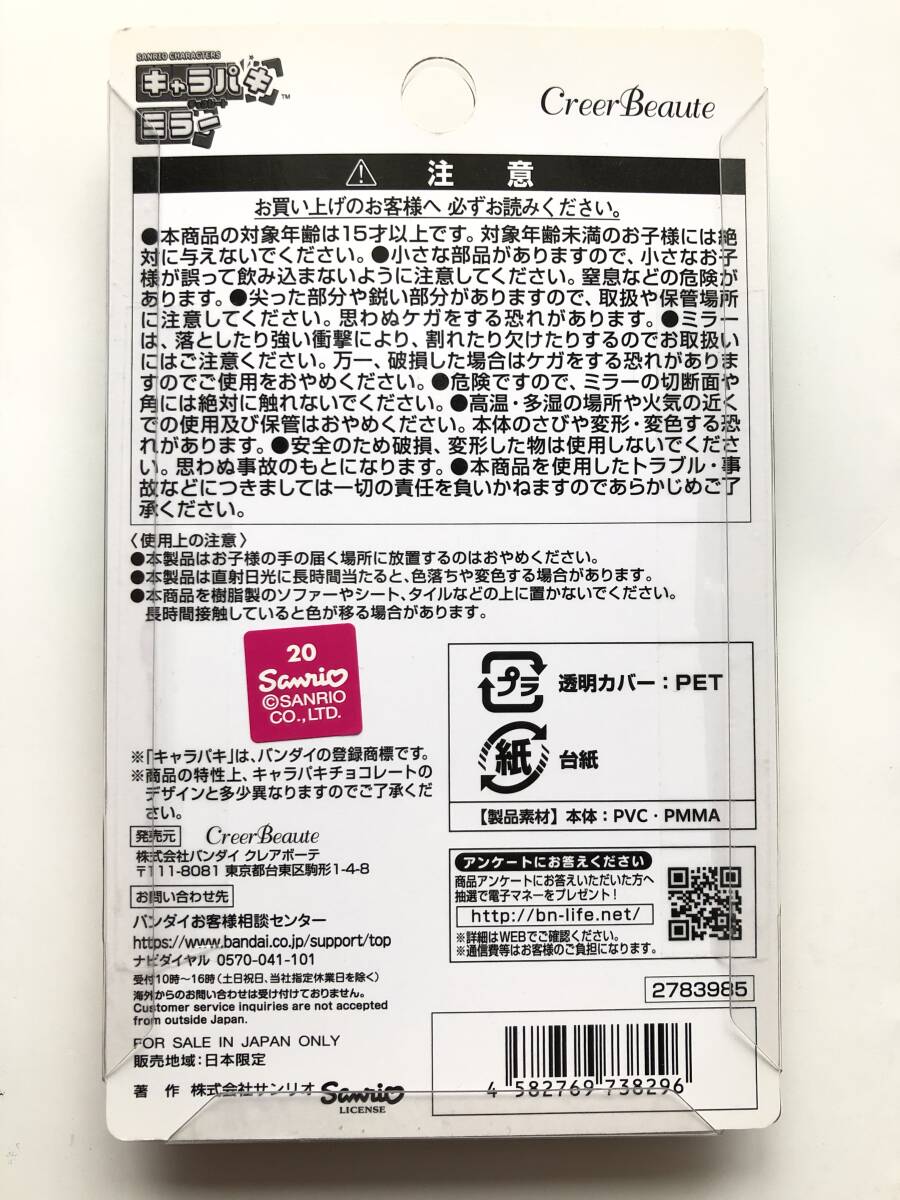 SANRIO CHARACTERS
キャラパキ™
チョコレート
ミラー
CreerBeaute
⚠ 注 意
お買い上げのお客様へ 必ずお読みください。
●本商品の対象年齢は15才以上です。対象年齢未満のお子様には絶
対に与えないでください。●小さな部品がありますので、小さなお子
様が誤って飲み込まないように注意してください。窒息などの危険が
あります。●尖った部分や鋭い部分がありますので、取扱や保管場所
に注意してください。思わぬケガをする恐れがあります。●ミラー
は、落としたり強い衝撃により、割れたり欠けたりするのでお取扱い
にはご注意ください。万一、破損した場合はケガをする恐れがありま
すのでご使用をおやめください。●危険ですので、ミラーの切断面や
角には絶対に触れないでください。●高温・多湿の場所や火気の近く
での使用及び保管はおやめください。本体のさびや変形・変色する恐
れがあります。●安全のため破損、変形した物は使用しないでくださ
い。思わぬ事故のもとになります。●本商品を使用したトラブル・事
故などにつきましては一切の責任を負いかねますのであらかじめご了
承ください。
〈使用上の注意〉
●本製品はお子様の手の届く場所に放置するのはおやめください。
●本製品は直射日光に長時間当たると、色落ちや変色する場合があります。
●本商品を樹脂製のソファーやシート、タイルなどの上に置かないでください。
長時間接触していると色が移る場合があります。
20
Sanrio
©SANRIO
CO.,LTD.
プラ 透明カバー：PET
紙 台紙
【製品素材】本体：PVC・PMMA
※「キャラパキ」は、バンダイの登録商標です。
※商品の特性上、キャラパキチョコレートの
デザインと多少異なりますのでご了承くだ
さい。
発売元 CreerBeaute
株式会社バンダイ クレアボーテ
〒111-8081 東京都台東区駒形1-4-8
お問い合わせ先
バンダイお客様相談センター
https://www.bandai.co.jp/support/top
ナビダイヤル 0570-041-101
受付10時～16時（土日祝日、当社指定休業日を除く）
海外からのお問い合わせは受け付けておりません。
Customer service inquiries are not accepted
from outside Japan.
FOR SALE IN JAPAN ONLY
販売地域：日本限定
著 作 株式会社サンリオ Sanrio
LICENSE
アンケートにお答えください
商品アンケートにお答えいただいた方へ
抽選で電子マネーをプレゼント！
http://bn-life.net/
※詳細はWEBでご確認ください。
※通信費等はお客様のご負担になります。
2783985
4 582769 738296